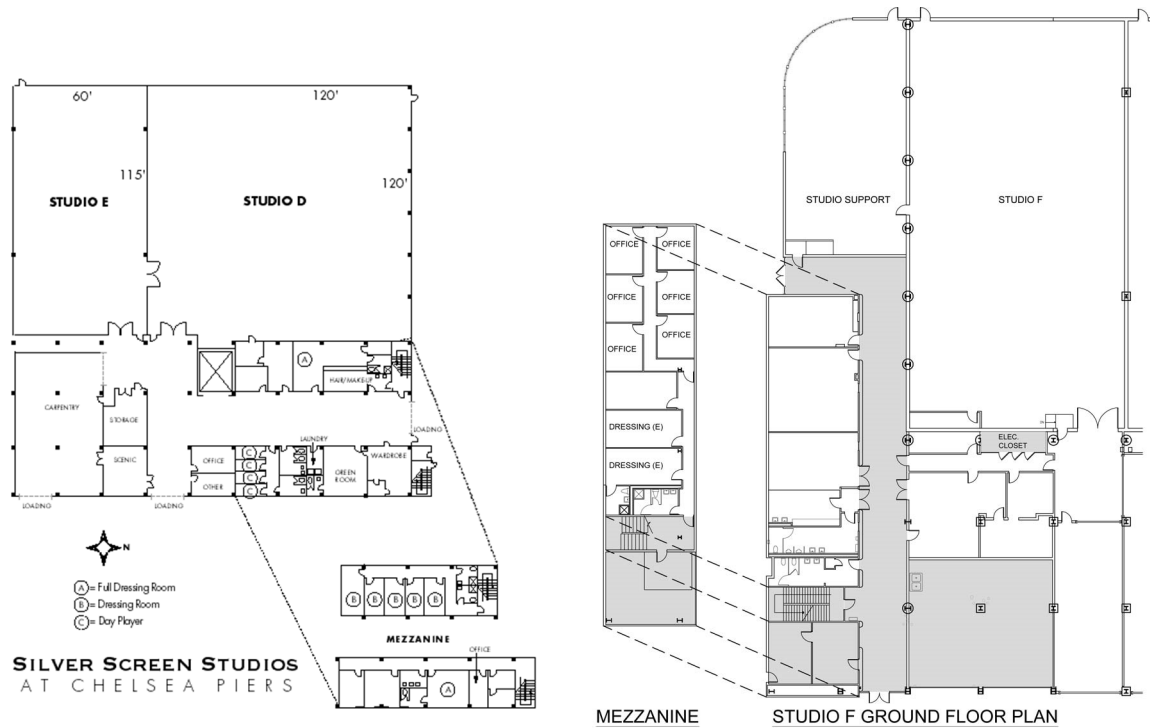 60'
120'
115'
120'
STUDIO E
STUDIO D
A
HAIR/MAKE-UP
CARPENTRY
STORAGE
LOADING
LAUNDRY
C
WARDROBE
SCENIC
OFFICE
C
C
GREEN
ROOM
OTHER
C
LOADING
LOADING
N
A = Full Dressing Room
B = Dressing Room
C = Day Player
B
B
B
B
B
MEZZANINE
OFFICE
A
SILVER SCREEN STUDIOS
AT CHELSEA PIERS
STUDIO SUPPORT
STUDIO F
OFFICE
OFFICE
OFFICE
OFFICE
OFFICE
OFFICE
DRESSING (E)
DRESSING (E)
ELEC.
CLOSET
MEZZANINE
STUDIO F GROUND FLOOR PLAN